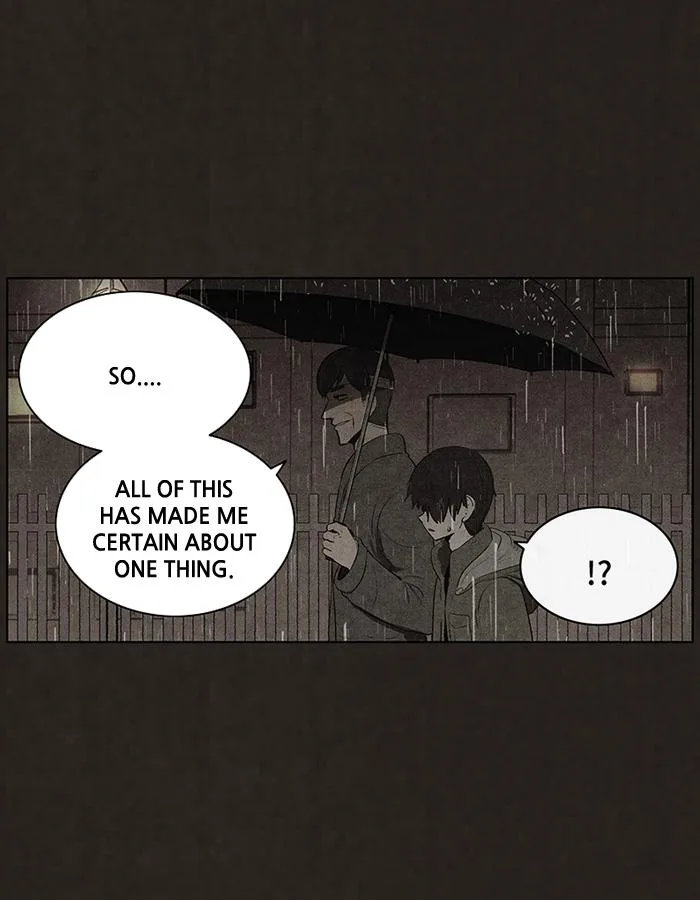 SO....
ALL OF THIS
HAS MADE ME
CERTAIN ABOUT
ONE THING.
!?